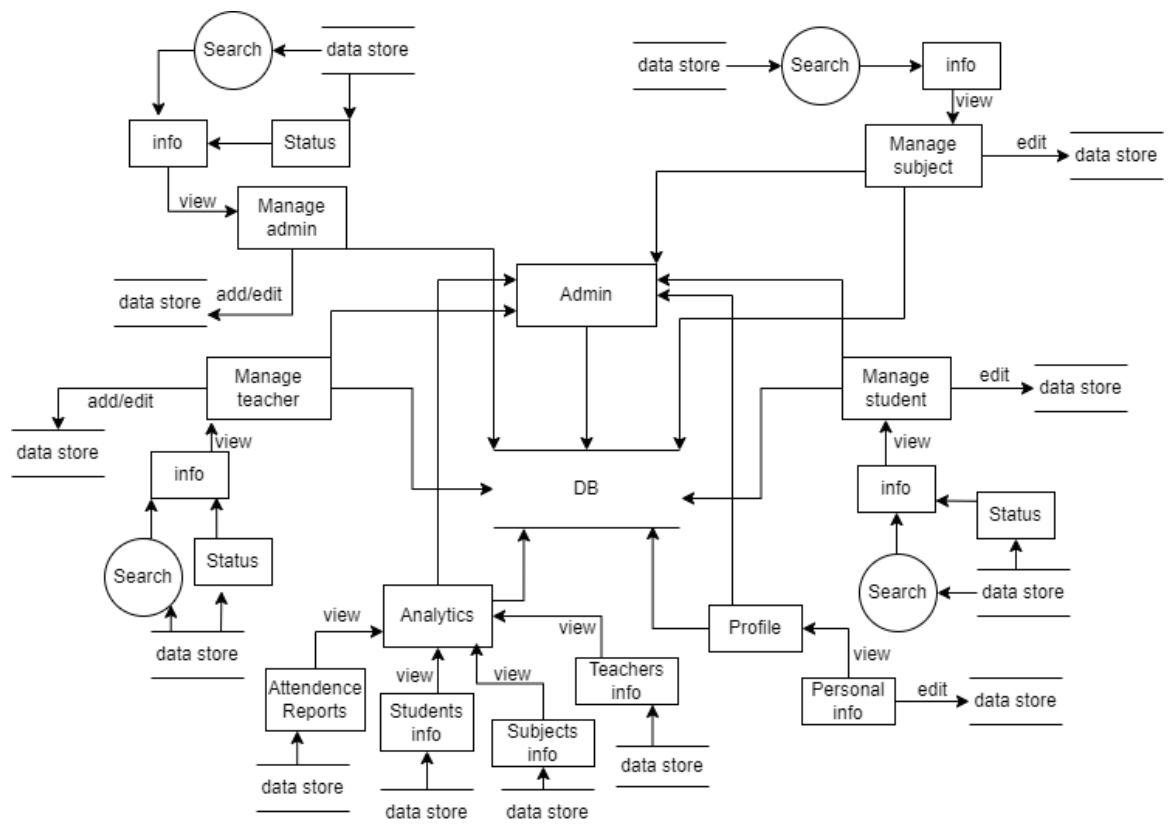 Search
data store
data store
Search
info
info
Status
view
Manage
subject
edit
data store
view
Manage
admin
data store
add/edit
Admin
Manage
teacher
add/edit
data store
view
info
Manage
student
edit
data store
view
info
Status
DB
Search
Status
data store
Search
data store
Analytics
view
view
view
view
Profile
view
Attendence
Reports
Students
info
Subjects
info
Teachers
info
Personal
info
edit
data store
data store
data store
data store
data store